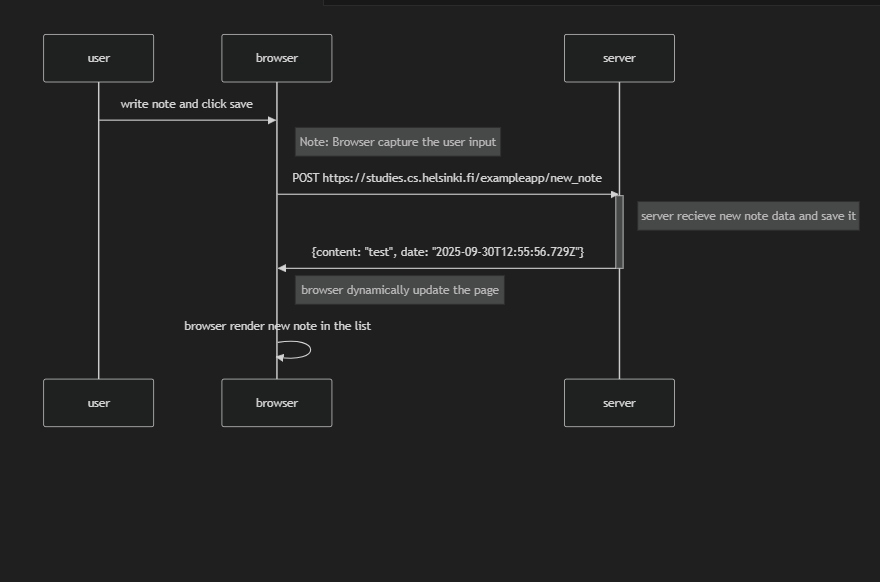 user
browser
server
write note and click save
Note: Browser capture the user input
POST https://studies.cs.helsinki.fi/exampleapp/new_note
server recieve new note data and save it
{content: "test", date: "2025-09-30T12:55:56.729Z"}
browser dynamically update the page
browser render new note in the list
user
browser
server